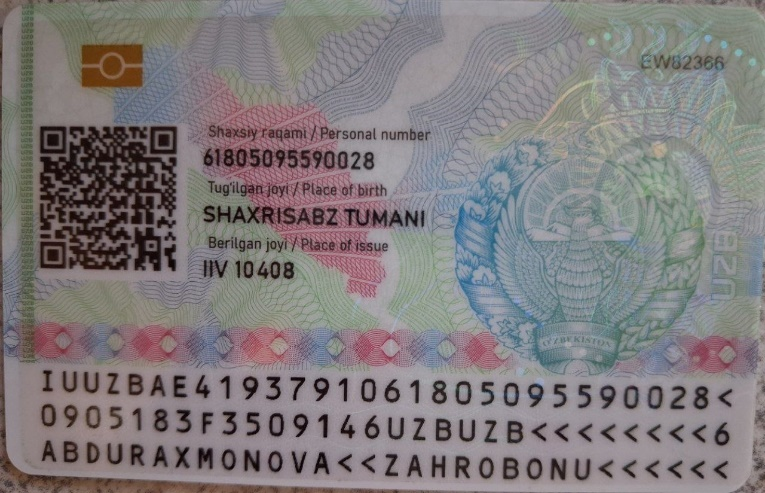 EW82366
Shaxsiy raqami / Personal number
61805095590028
Tug'ilgan joyi / Place of birth
SHAXRISABZ TUMANI
Berilgan joyi / Place of issue
IIV 10408
UZB
O'ZBEKISTON
IUUZBAE4193791061805095590028<
0905183F3509146UZBUZB<<<<<<<<6
ABDURAXMONOVA<<ZAHROBONU<<<<<<